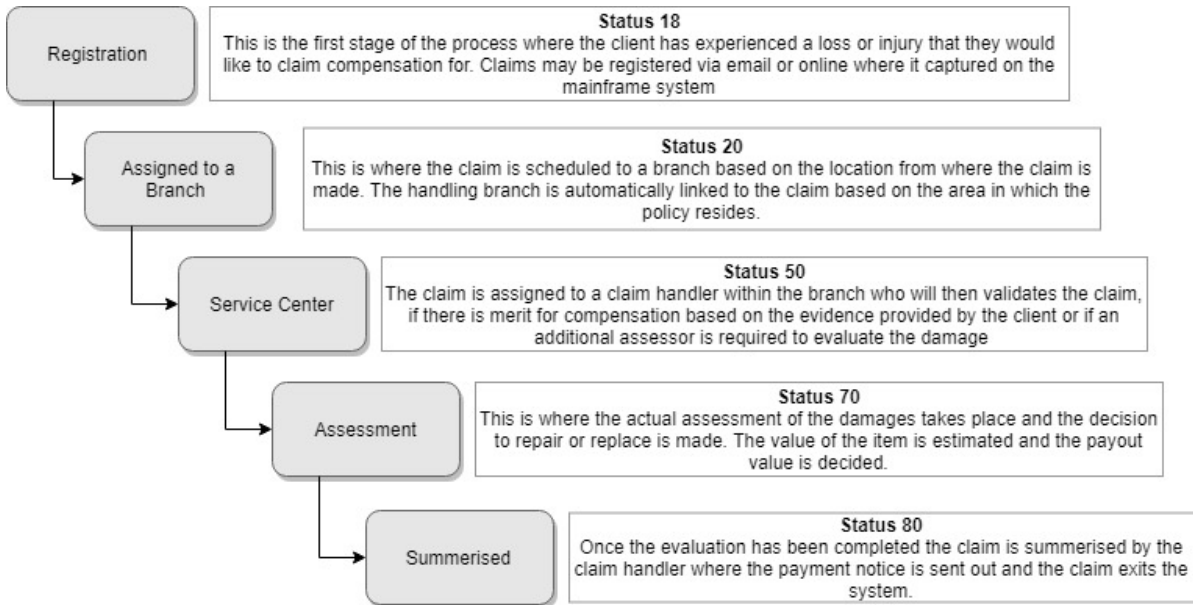 Registration
Status 18
This is the first stage of the process where the client has experienced a loss or injury that they would
like to claim compensation for. Claims may be registered via email or online where it captured on the
mainframe system
Assigned to a
Branch
Status 20
This is where the claim is scheduled to a branch based on the location from where the claim is
made. The handling branch is automatically linked to the claim based on the area in which the
policy resides.
Service Center
Status 50
The claim is assigned to a claim handler within the branch who will then validates the claim,
if there is merit for compensation based on the evidence provided by the client or if an
additional assessor is required to evaluate the damage
Assessment
Status 70
This is where the actual assessment of the damages takes place and the decision
to repair or replace is made. The value of the item is estimated and the payout
value is decided.
Summerised
Status 80
Once the evaluation has been completed the claim is summerised by the
claim handler where the payment notice is sent out and the claim exits the
system.